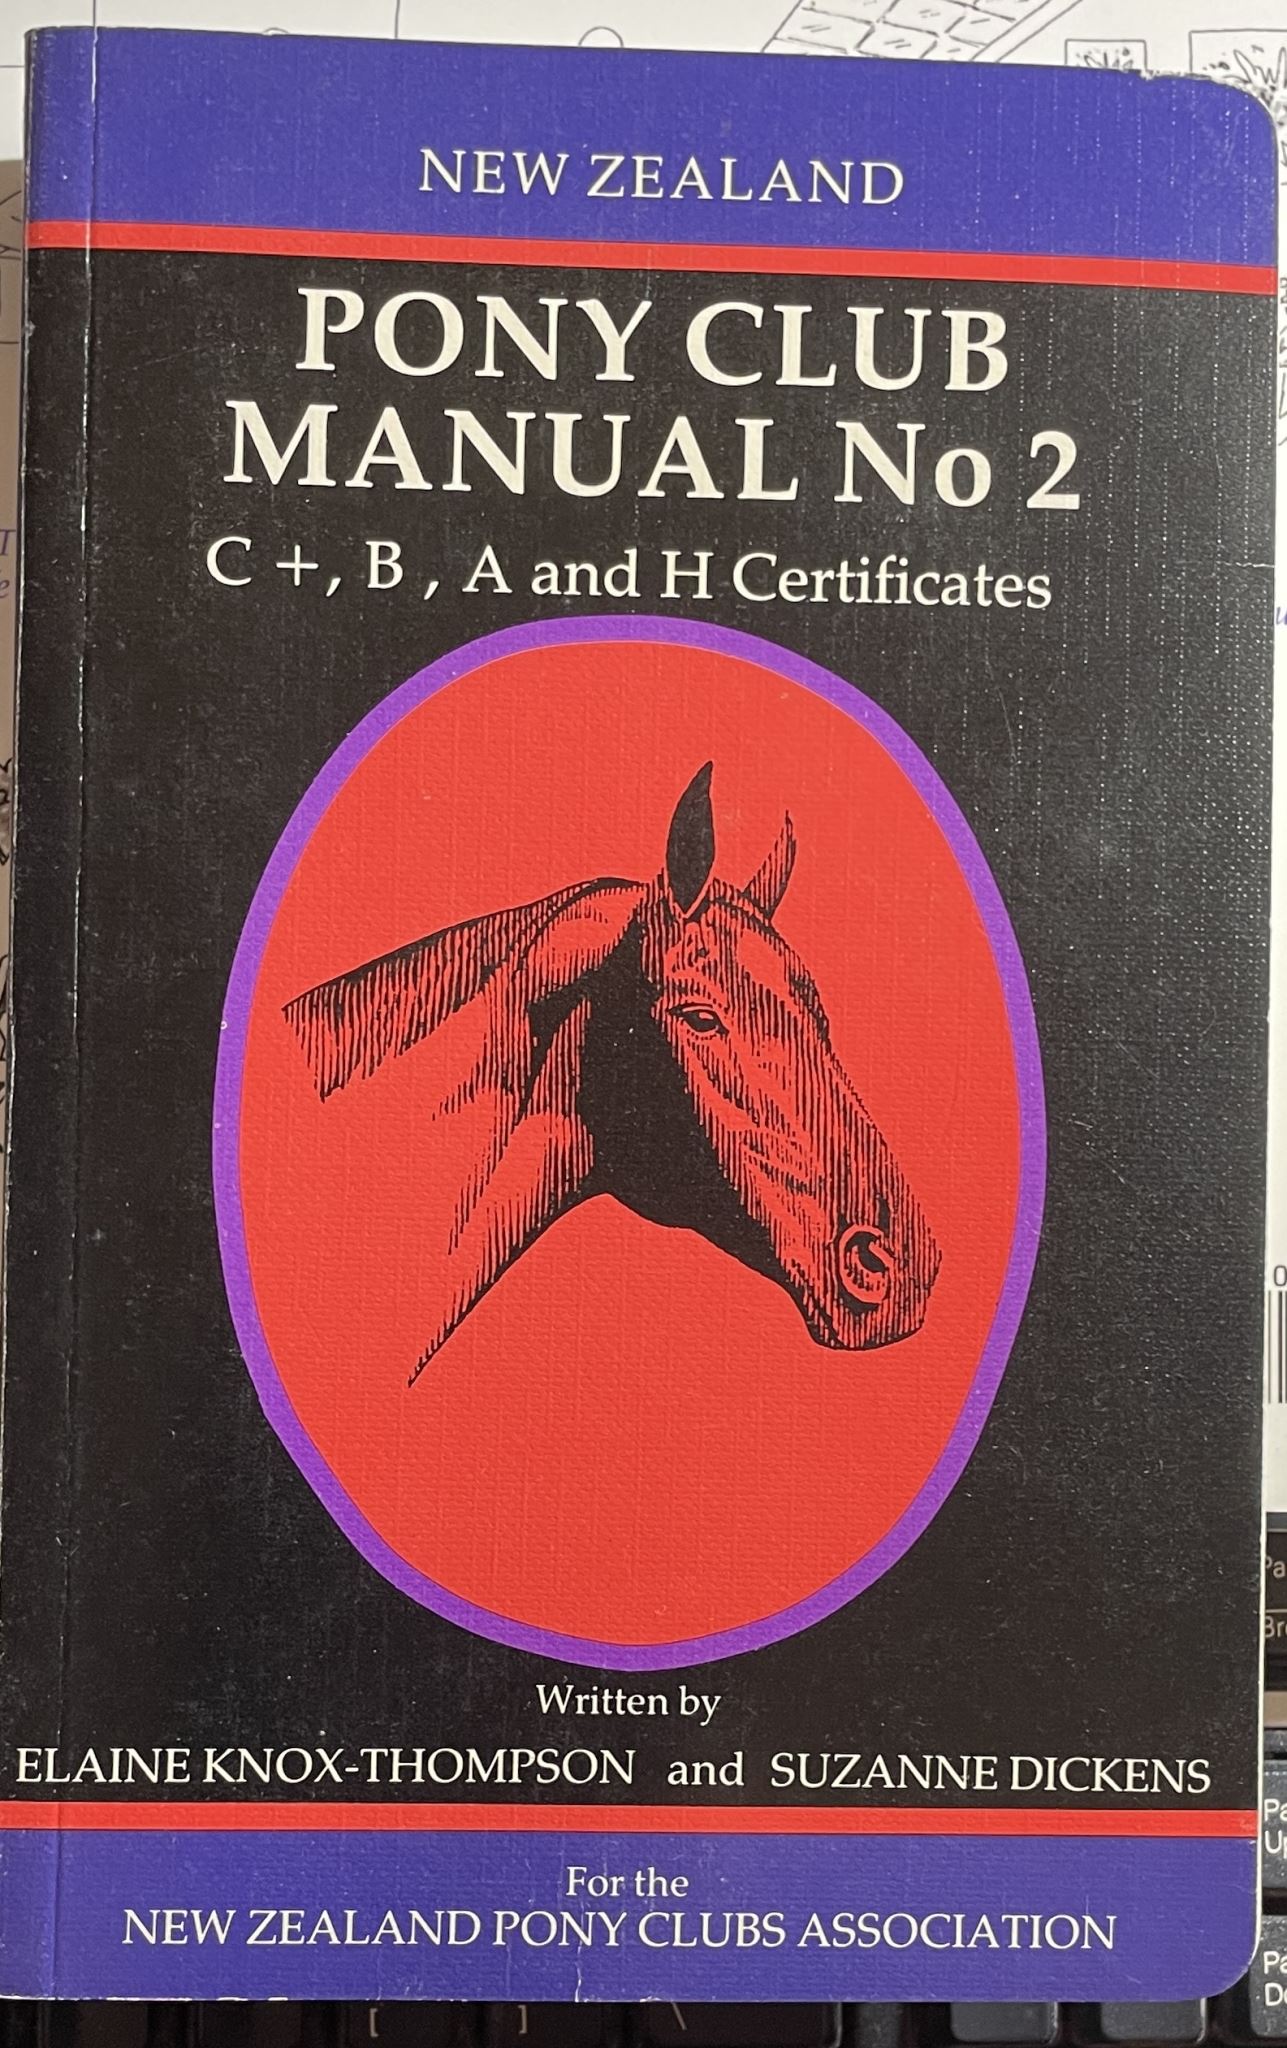 NEW ZEALAND
PONY CLUB
MANUAL No 2
C +, B , A and H Certificates
Written by
ELAINE KNOX-THOMPSON and SUZANNE DICKENS
For the
NEW ZEALAND PONY CLUBS ASSOCIATION
[ ] \